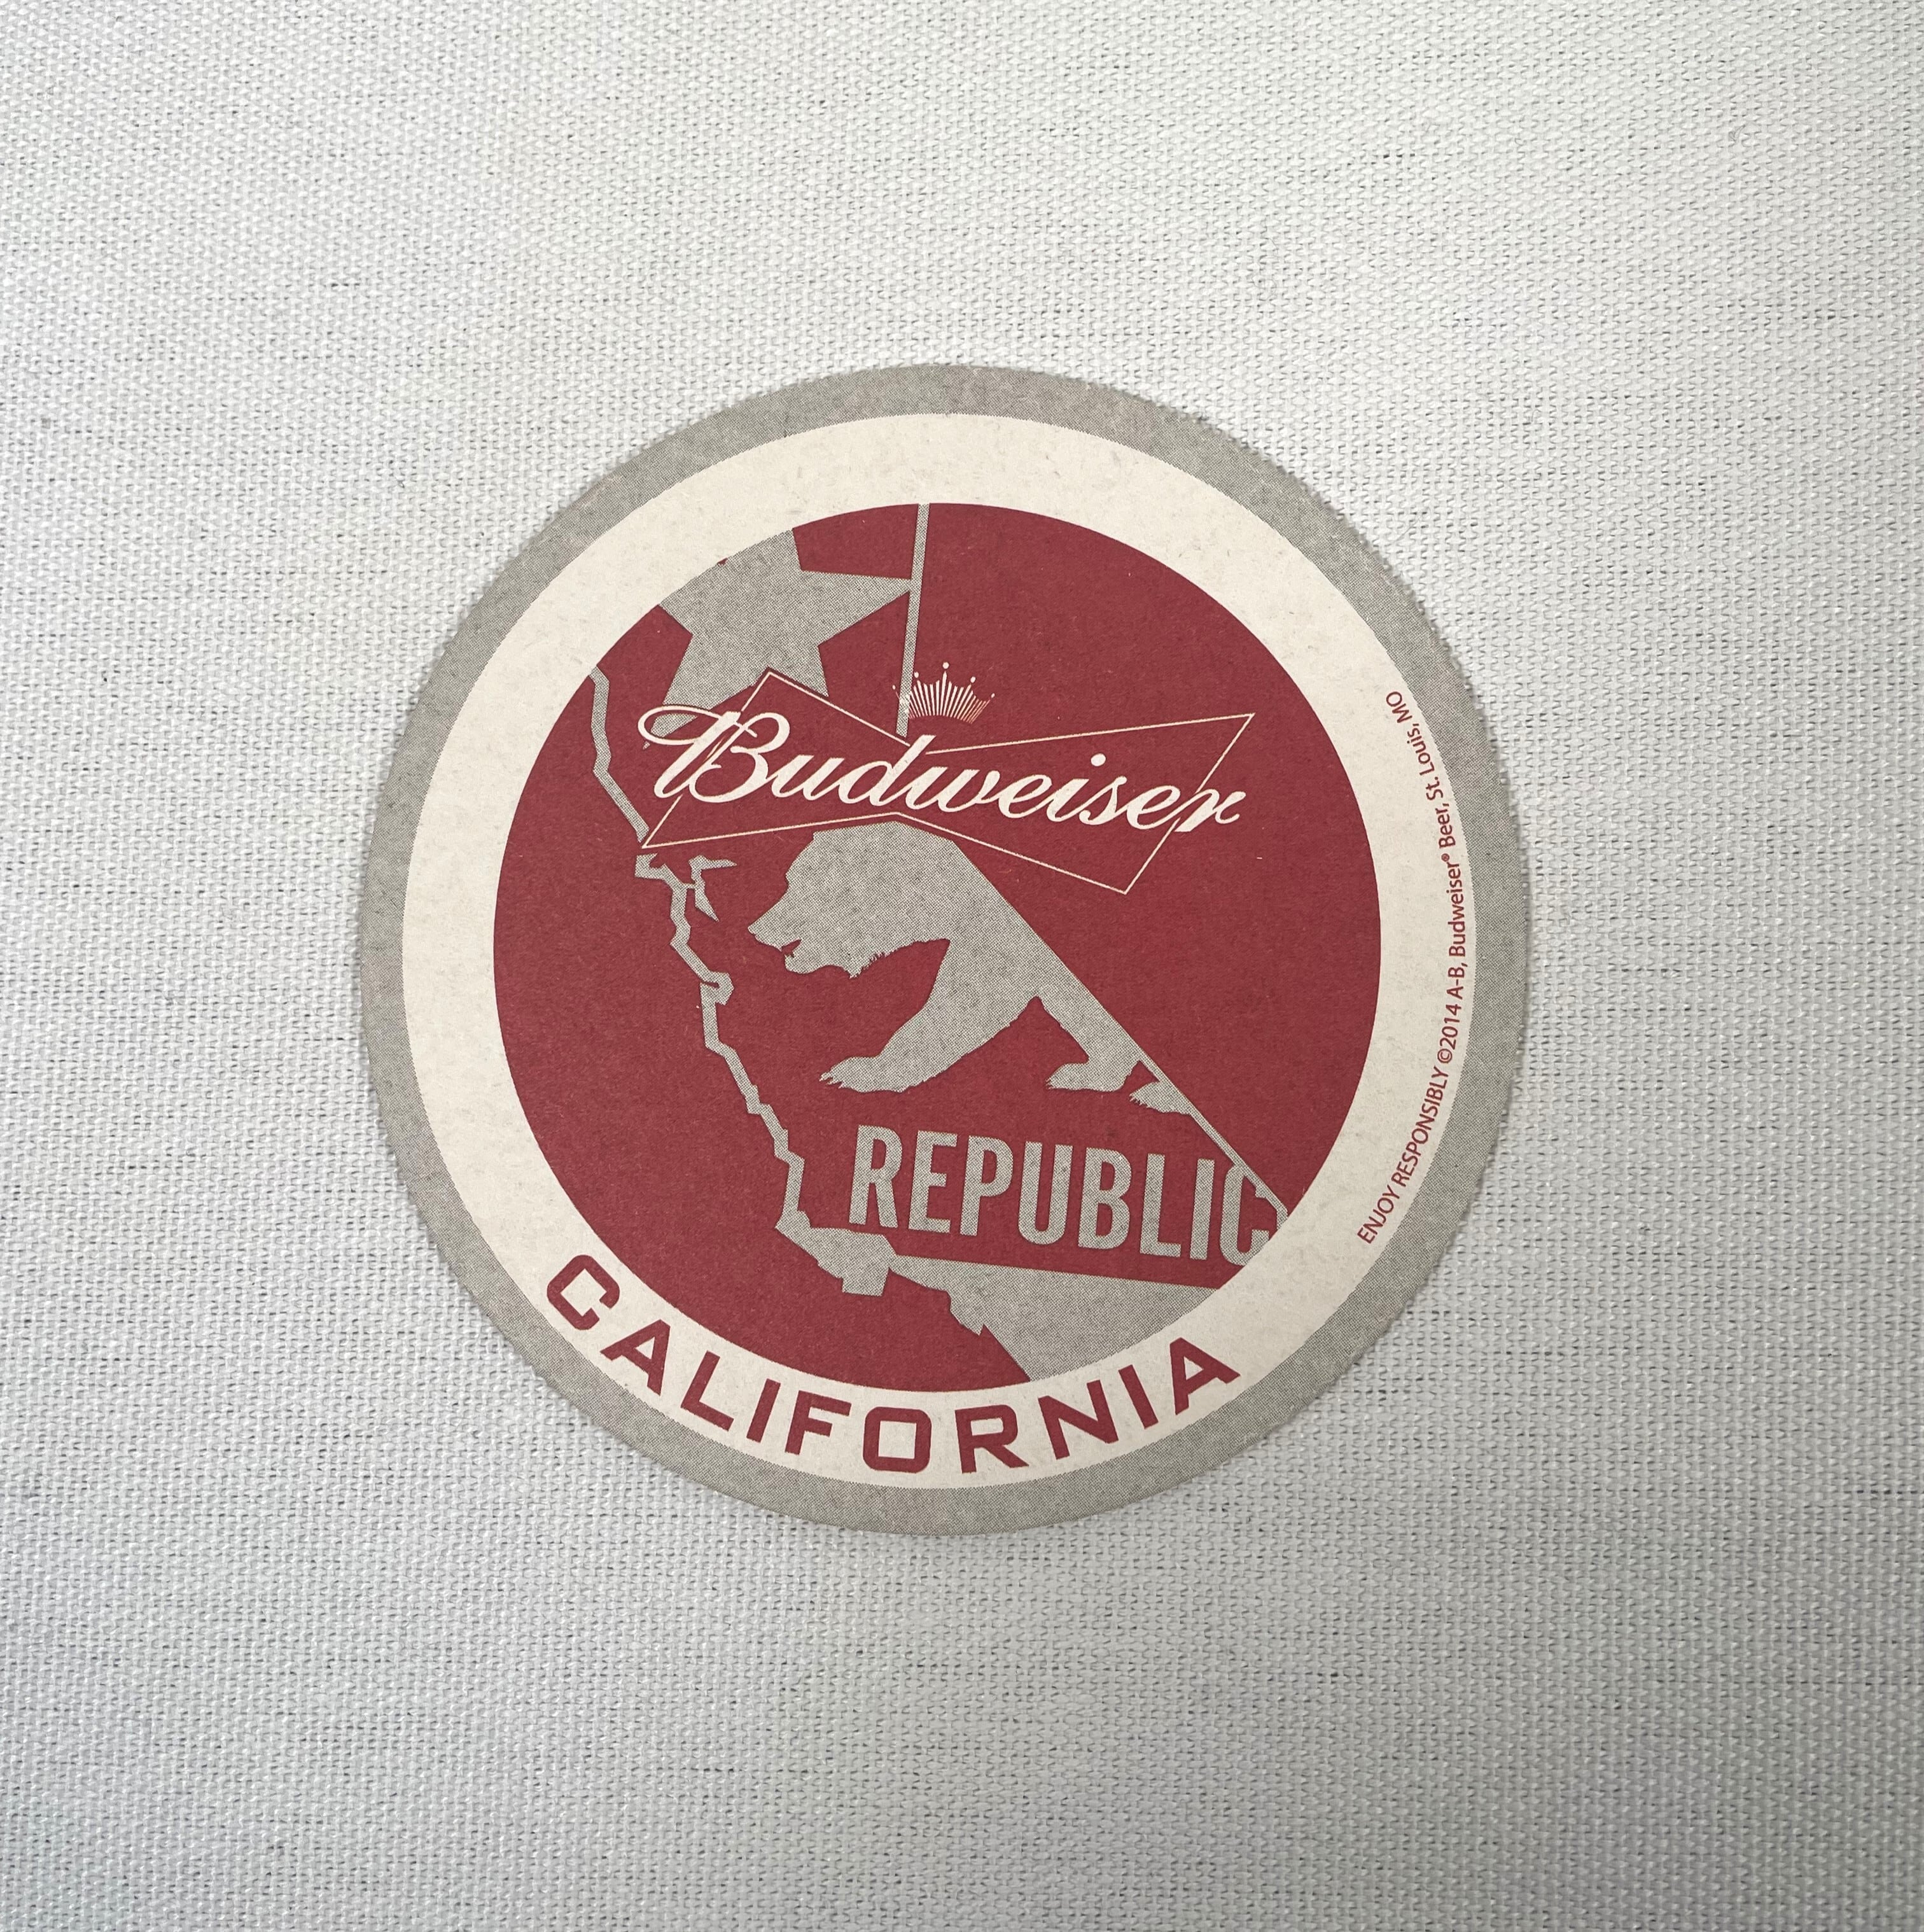 Budweiser
REPUBLIC
CALIFORNIA
ENJOY RESPONSIBLY ©2014 A-B, Budweiser® Beer, St. Louis, MO